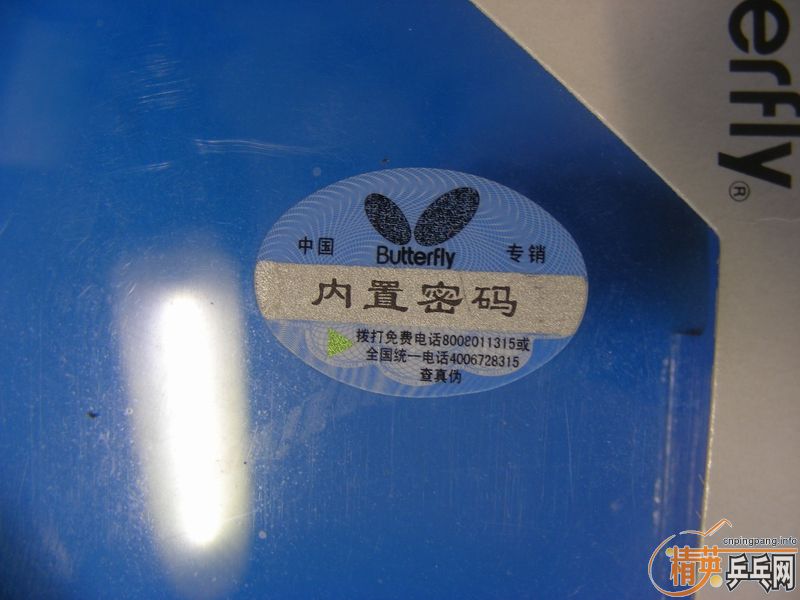 erfly®
中国 专销
Butterfly
内置密码
拨打免费电话8008011315或
全国统一电话4006728315
查真伪
cnpingpang.info
精英乒乓网